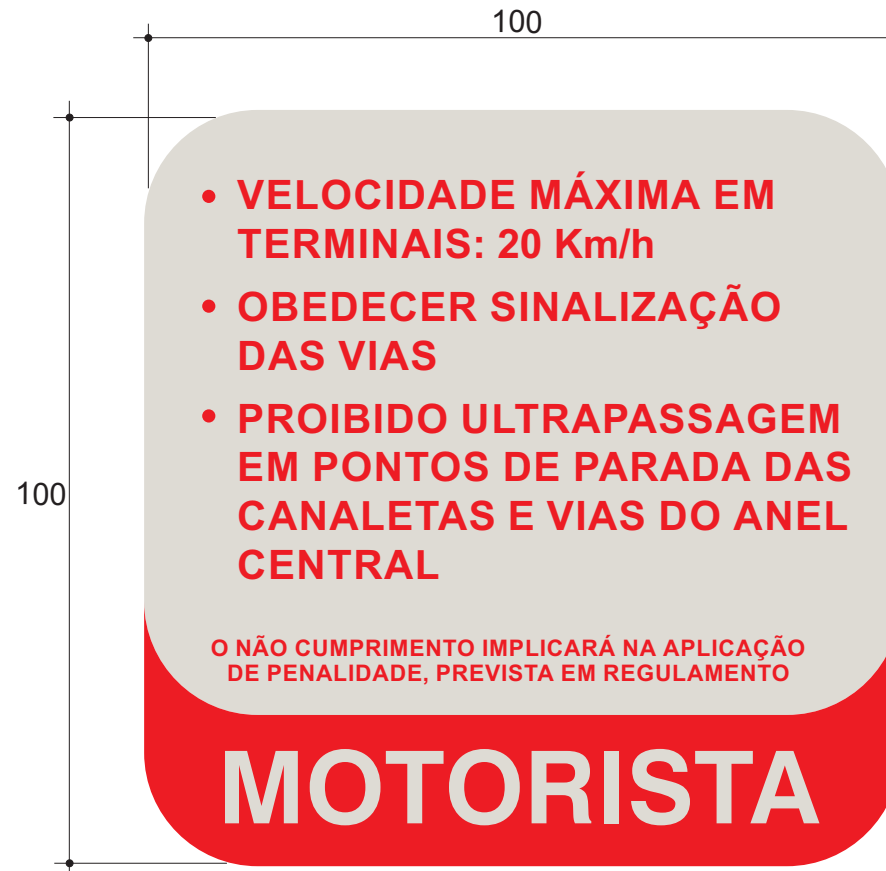 100
100
• VELOCIDADE MÁXIMA EM
TERMINAIS: 20 Km/h
• OBEDECER SINALIZAÇÃO
DAS VIAS
• PROIBIDO ULTRAPASSAGEM
EM PONTOS DE PARADA DAS
CANALETAS E VIAS DO ANEL
CENTRAL
O NÃO CUMPRIMENTO IMPLICARÁ NA APLICAÇÃO
DE PENALIDADE, PREVISTA EM REGULAMENTO
MOTORISTA